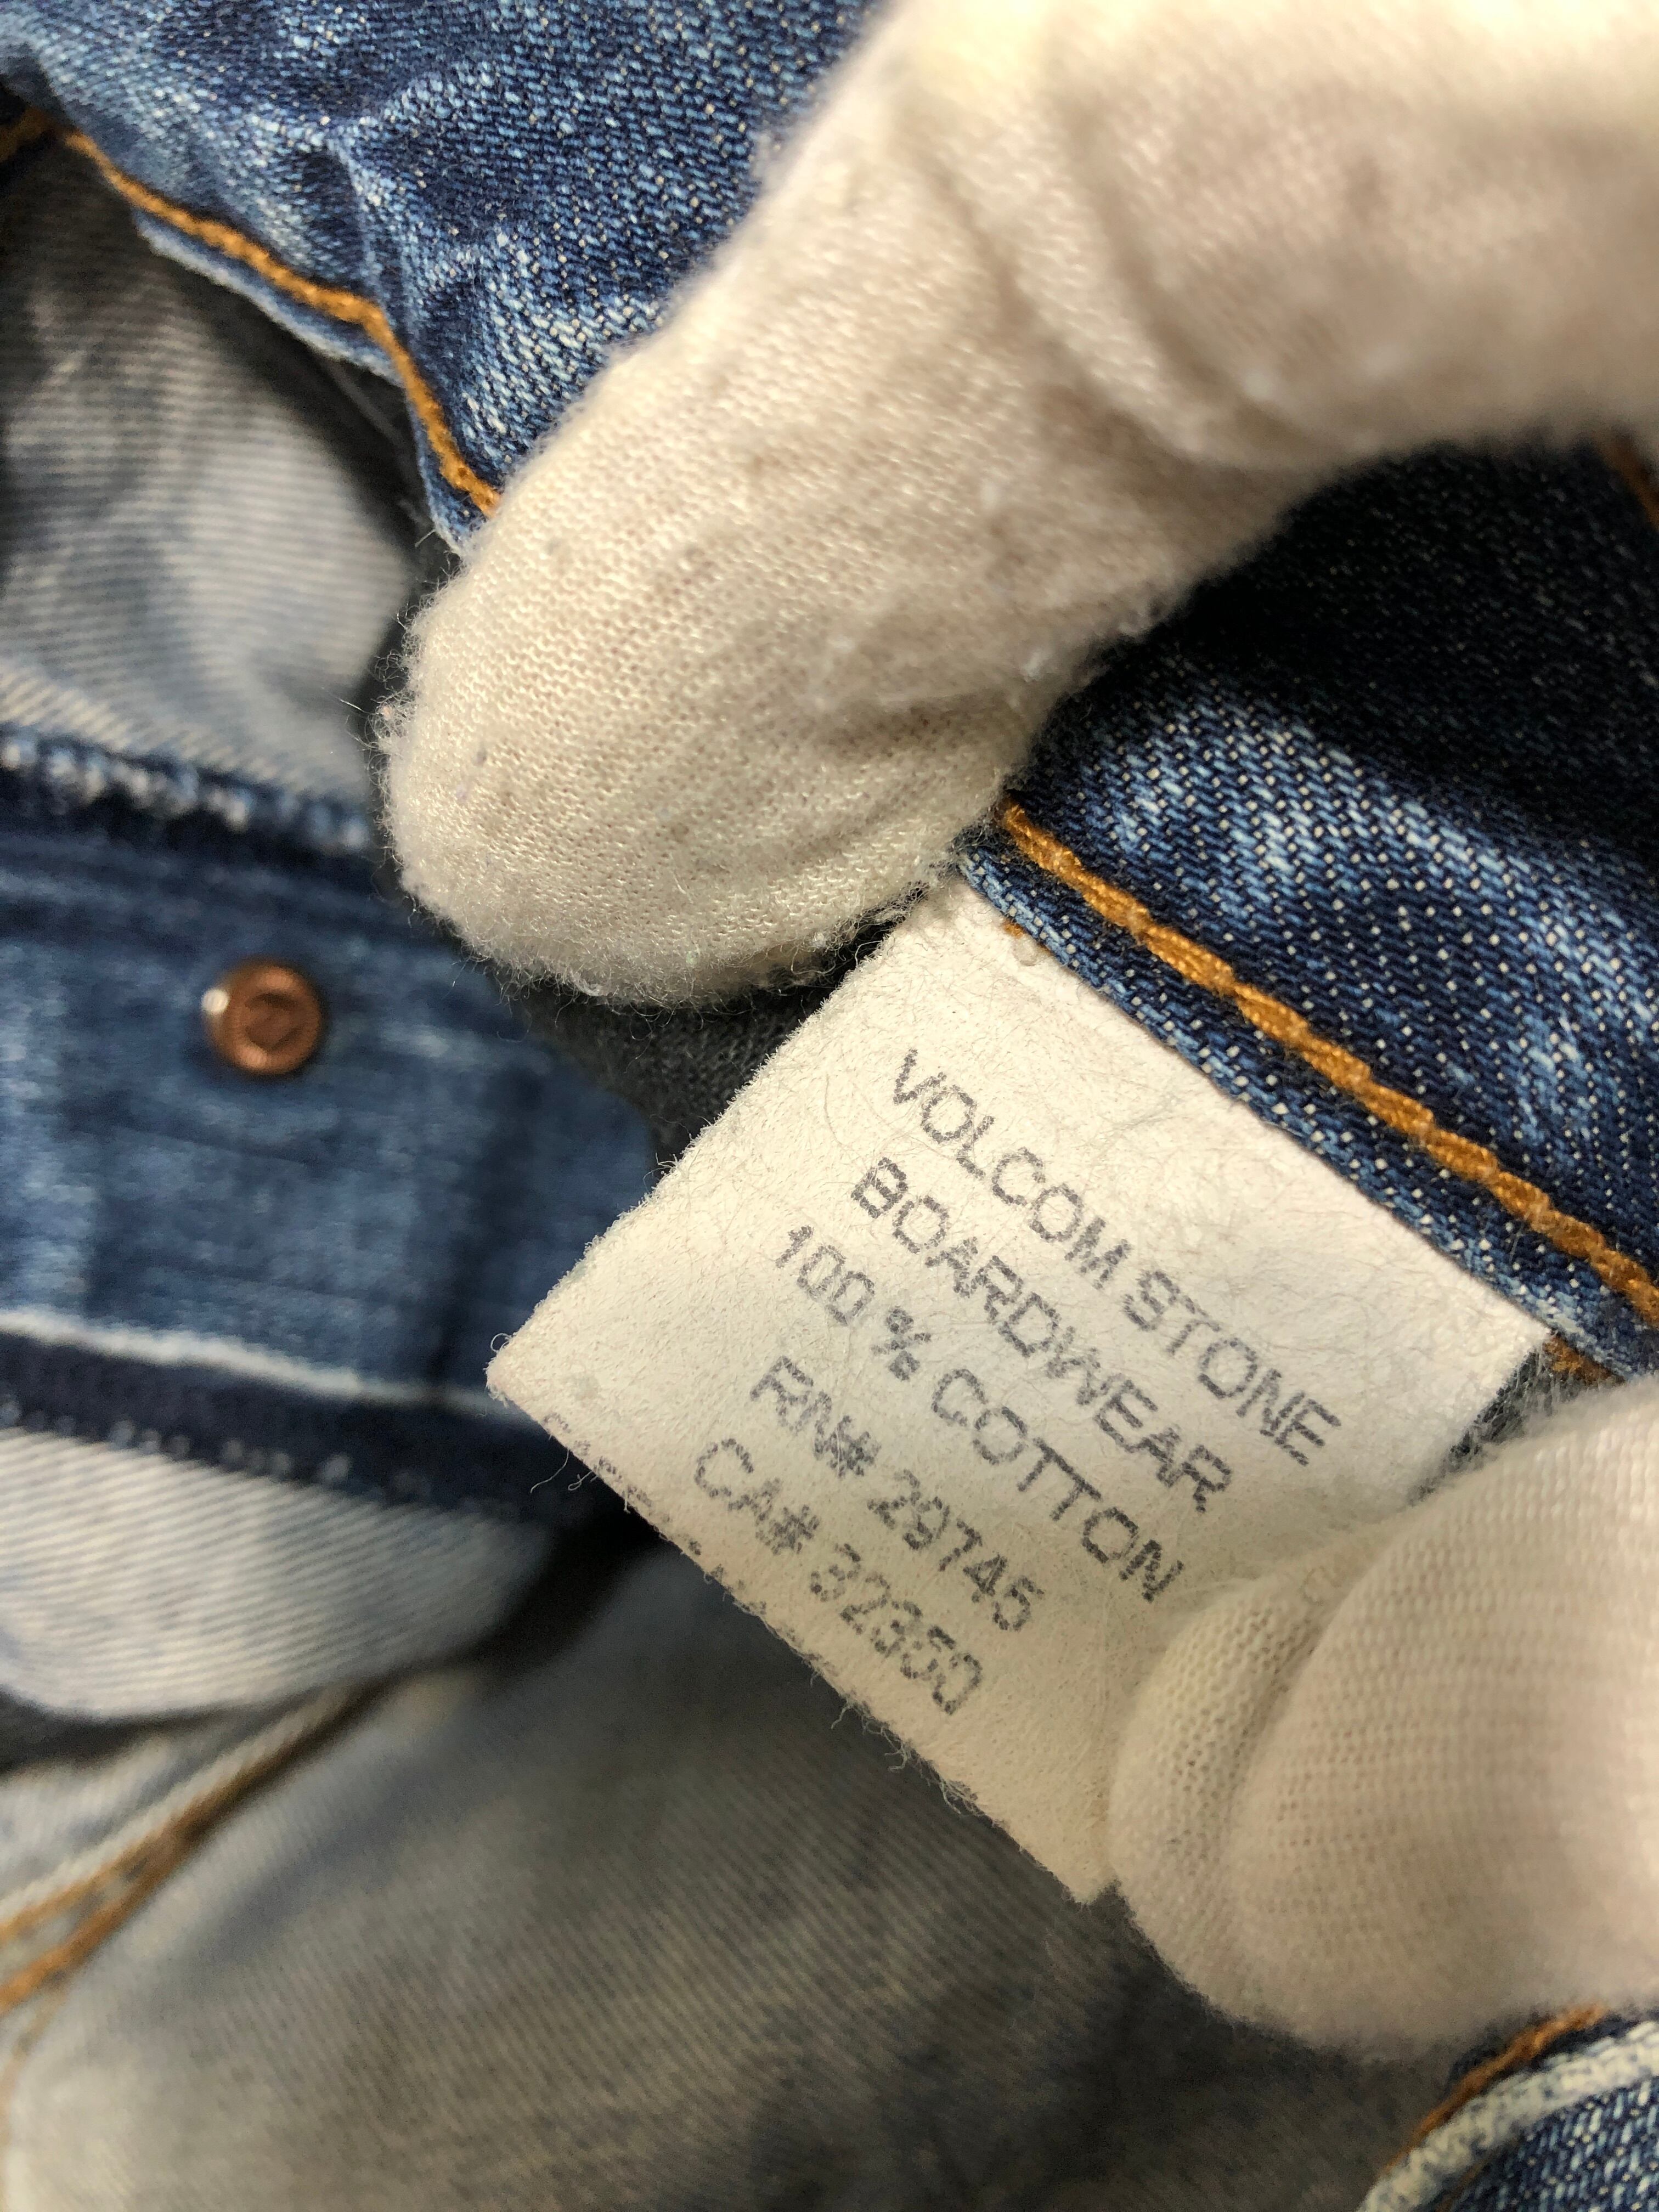 VOLCOM STONE
BOARDWEAR
100 % COTTON
RN# 29745
CA# 32350